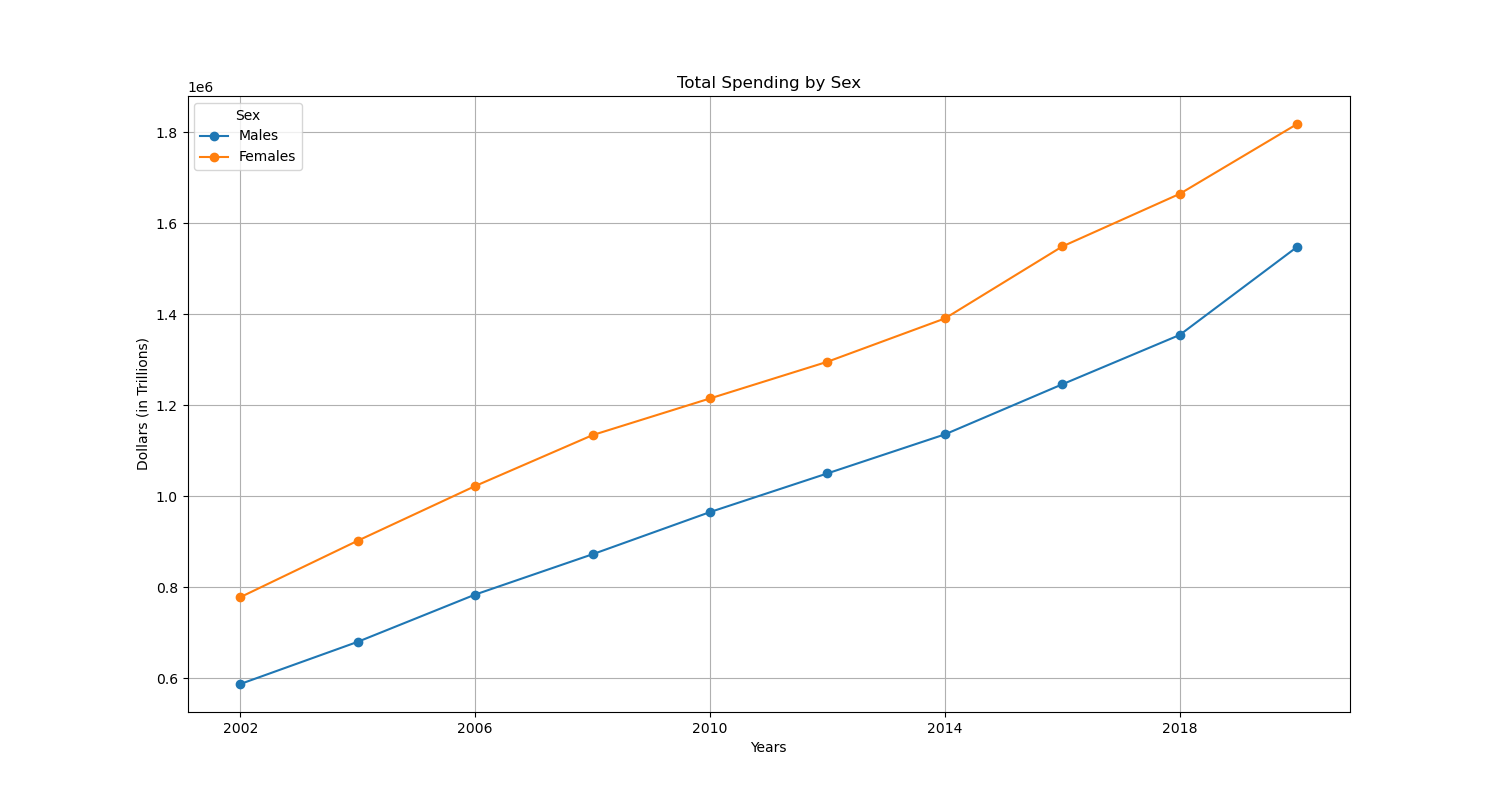 Total Spending by Sex
1e6
Sex
Males
Females
1.8
1.6
1.4
1.2
1.0
0.8
0.6
Dollars (in Trillions)
2002 2006 2010 2014 2018
Years